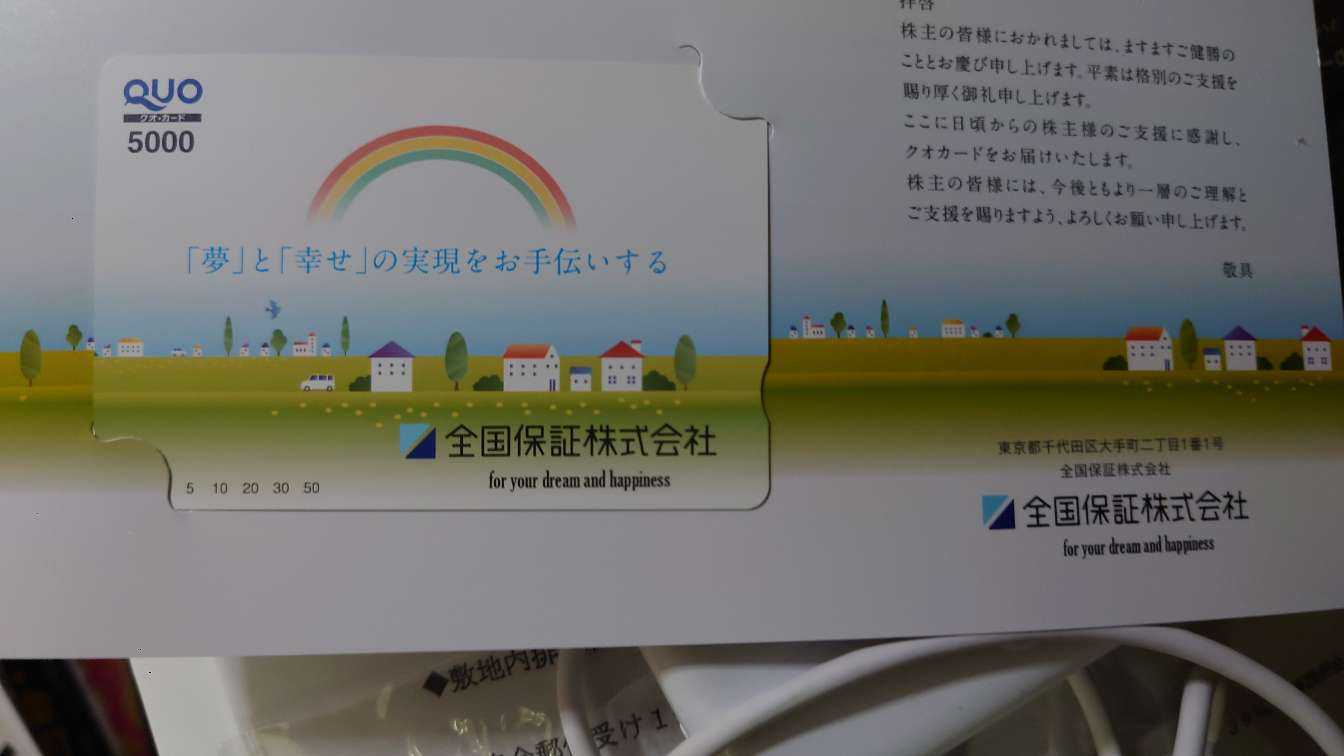 QUO
クオ・カード
5000
「夢」と「幸せ」の実現をお手伝いする
全国保証株式会社
for your dream and happiness
5 10 20 30 50
拝啓
株主の皆様におかれましては、ますますご健勝の
こととお慶び申し上げます。平素は格別のご支援を
賜り厚く御礼申し上げます。
ここに日頃からの株主様のご支援に感謝し、
クオカードをお届けいたします。
株主の皆様には、今後ともより一層のご理解と
ご支援を賜りますよう、よろしくお願い申し上げます。
敬具
東京都千代田区大手町二丁目1番1号
全国保証株式会社
全国保証株式会社
for your dream and happiness
◆敷地内排
受け1